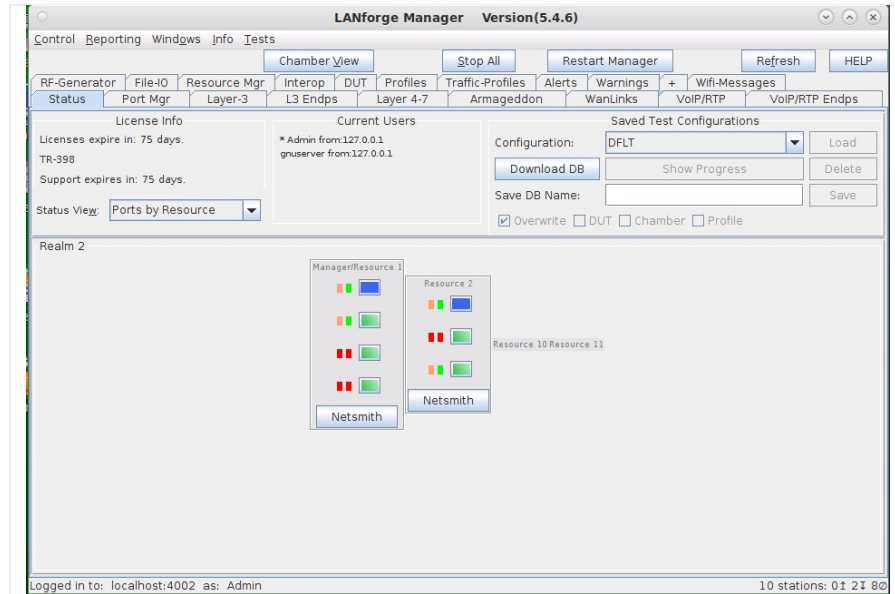 LANforge Manager Version(5.4.6)
Control Reporting Windows Info Tests
Chamber View Stop All Restart Manager Refresh HELP
RF-Generator File-IO Resource Mgr Interop DUT Profiles Traffic-Profiles Alerts Warnings + Wifi-Messages
Status Port Mgr Layer-3 L3 Endps Layer 4-7 Armageddon WanLinks VoIP/RTP VoIP/RTP Endps
License Info
Licenses expire in: 75 days.
TR-398
Support expires in: 75 days.
Status View: Ports by Resource
Current Users
* Admin from:127.0.0.1
gnuserver from:127.0.0.1
Saved Test Configurations
Configuration: DFLT Load
Download DB Show Progress Delete
Save DB Name: Save
Overwrite DUT Chamber Profile
Realm 2
Manager/Resource 1
Netsmith
Resource 2
Netsmith
Resource 10 Resource 11
Logged in to: localhost:4002 as: Admin
10 stations: 0↥ 2↧ 8∅